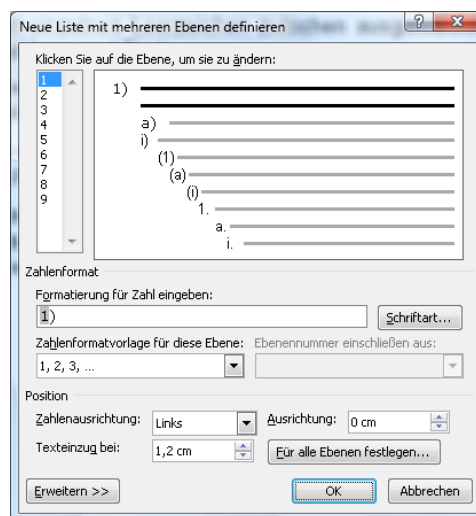 Neue Liste mit mehreren Ebenen definieren
Klicken Sie auf die Ebene, um sie zu ändern:
1
2
3
4
5
6
7
8
9
1)
a)
i)
(1)
(a)
(i)
1.
a.
i.
Zahlenformat
Formatierung für Zahl eingeben:
1)
Schriftart...
Zahlenformatvorlage für diese Ebene: Ebenennummer einschließen aus:
1, 2, 3, ...
Position
Zahlenausrichtung: Links Ausrichtung: 0 cm
Texteinzug bei: 1,2 cm Für alle Ebenen festlegen...
Erweitern >> OK Abbrechen